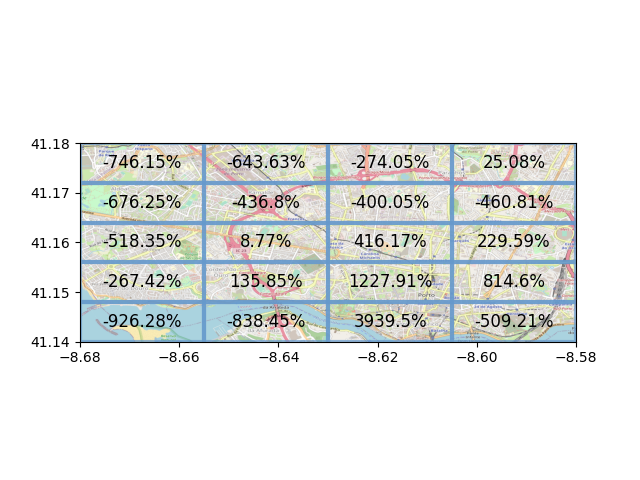 41.18
-746.15% -643.63% -274.05% 25.08%
41.17
-676.25% -436.8% -400.05% -460.81%
41.16
-518.35% 8.77% 416.17% 229.59%
41.15
-267.42% 135.85% 1227.91% 814.6%
Porto
-926.28% -838.45% 3939.5% -509.21%
41.14
−8.68 −8.66 −8.64 −8.62 −8.60 −8.58